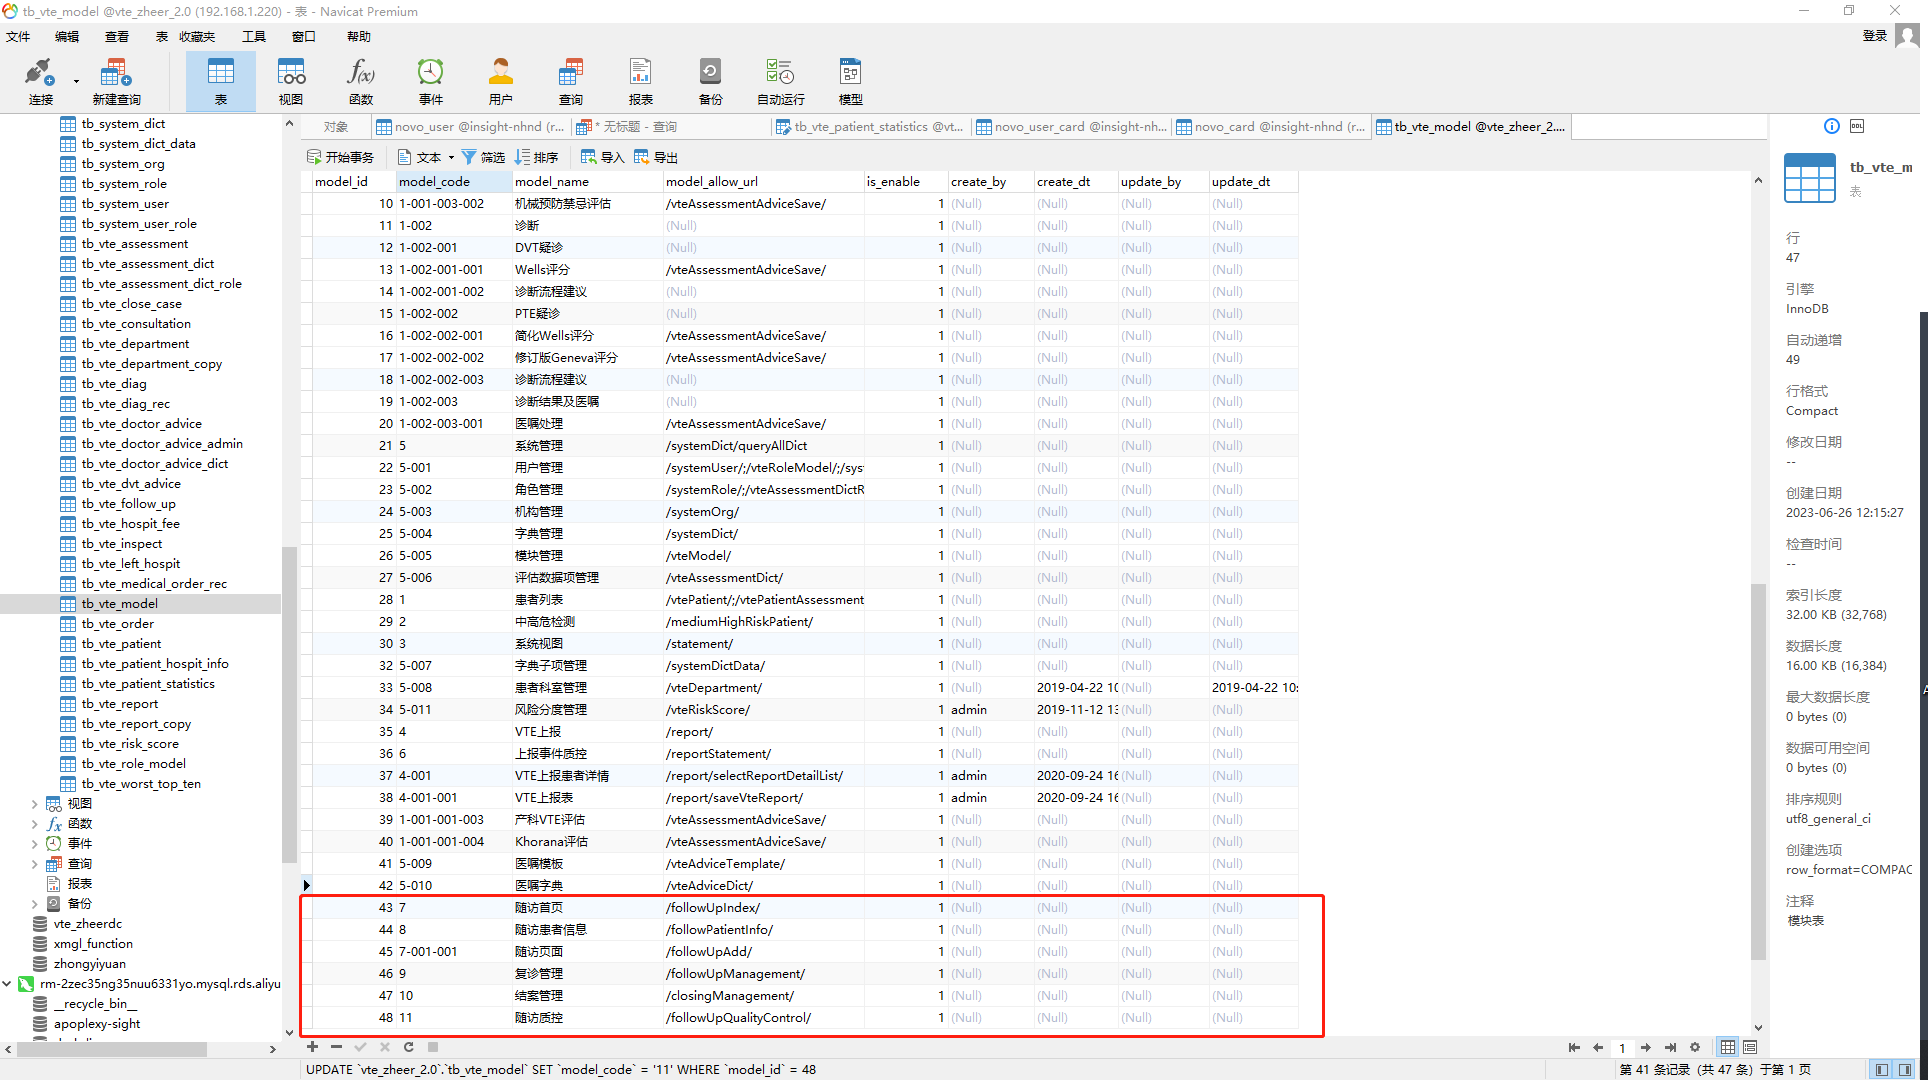 tb_vte_model @vte_zheer_2.0 (192.168.1.220) - 表 - Navicat Premium
文件 编辑 查看 表 收藏夹 工具 窗口 帮助 登录
连接 新建查询 表 视图 函数 事件 用户 查询 报表 备份 自动运行 模型
对象 novo_user @insight-nhnd (r... * 无标题 - 查询 tb_vte_patient_statistics @vt... novo_user_card @insight-nh... novo_card @insight-nhnd (r... tb_vte_model @vte_zheer_2....
开始事务 文本 筛选 排序 导入 导出
tb_system_dict
tb_system_dict_data
tb_system_org
tb_system_role
tb_system_user
tb_system_user_role
tb_vte_assessment
tb_vte_assessment_dict
tb_vte_assessment_dict_role
tb_vte_close_case
tb_vte_consultation
tb_vte_department
tb_vte_department_copy
tb_vte_diag
tb_vte_diag_rec
tb_vte_doctor_advice
tb_vte_doctor_advice_admin
tb_vte_doctor_advice_dict
tb_vte_dvt_advice
tb_vte_follow_up
tb_vte_hospit_fee
tb_vte_inspect
tb_vte_left_hospit
tb_vte_medical_order_rec
tb_vte_model
tb_vte_order
tb_vte_patient
tb_vte_patient_hospit_info
tb_vte_patient_statistics
tb_vte_report
tb_vte_report_copy
tb_vte_risk_score
tb_vte_role_model
tb_vte_worst_top_ten
视图
函数
事件
查询
报表
备份
vte_zheerdc
xmgl_function
zhongyiyuan
rm-2zec35ng35nuu6331yo.mysql.rds.aliyu
__recycle_bin__
apoplexy-sight
model_id model_code model_name model_allow_url is_enable create_by create_dt update_by update_dt
10 1-001-003-002 机械预防禁忌评估 /vteAssessmentAdviceSave/ 1 (Null) (Null) (Null) (Null)
11 1-002 诊断 (Null) 1 (Null) (Null) (Null) (Null)
12 1-002-001 DVT疑诊 (Null) 1 (Null) (Null) (Null) (Null)
13 1-002-001-001 Wells评分 /vteAssessmentAdviceSave/ 1 (Null) (Null) (Null) (Null)
14 1-002-001-002 诊断流程建议 (Null) 1 (Null) (Null) (Null) (Null)
15 1-002-002 PTE疑诊 (Null) 1 (Null) (Null) (Null) (Null)
16 1-002-002-001 简化Wells评分 /vteAssessmentAdviceSave/ 1 (Null) (Null) (Null) (Null)
17 1-002-002-002 修订版Geneva评分 /vteAssessmentAdviceSave/ 1 (Null) (Null) (Null) (Null)
18 1-002-002-003 诊断流程建议 (Null) 1 (Null) (Null) (Null) (Null)
19 1-002-003 诊断结果及医嘱 (Null) 1 (Null) (Null) (Null) (Null)
20 1-002-003-001 医嘱处理 /vteAssessmentAdviceSave/ 1 (Null) (Null) (Null) (Null)
21 5 系统管理 /systemDict/queryAllDict 1 (Null) (Null) (Null) (Null)
22 5-001 用户管理 /systemUser/;/vteRoleModel/;/syst 1 (Null) (Null) (Null) (Null)
23 5-002 角色管理 /systemRole/;/vteAssessmentDictR 1 (Null) (Null) (Null) (Null)
24 5-003 机构管理 /systemOrg/ 1 (Null) (Null) (Null) (Null)
25 5-004 字典管理 /systemDict/ 1 (Null) (Null) (Null) (Null)
26 5-005 模块管理 /vteModel/ 1 (Null) (Null) (Null) (Null)
27 5-006 评估数据项管理 /vteAssessmentDict/ 1 (Null) (Null) (Null) (Null)
28 1 患者列表 /vtePatient/;/vtePatientAssessment 1 (Null) (Null) (Null) (Null)
29 2 中高危检测 /mediumHighRiskPatient/ 1 (Null) (Null) (Null) (Null)
30 3 系统视图 /statement/ 1 (Null) (Null) (Null) (Null)
32 5-007 字典子项管理 /systemDictData/ 1 (Null) (Null) (Null) (Null)
33 5-008 患者科室管理 /vteDepartment/ 1 (Null) 2019-04-22 10 (Null) 2019-04-22 10:
34 5-011 风险分度管理 /vteRiskScore/ 1 admin 2019-11-12 13 (Null) (Null)
35 4 VTE上报 /report/ 1 (Null) (Null) (Null) (Null)
36 6 上报事件质控 /reportStatement/ 1 (Null) (Null) (Null) (Null)
37 4-001 VTE上报患者详情 /report/selectReportDetailList/ 1 admin 2020-09-24 16 (Null) (Null)
38 4-001-001 VTE上报表 /report/saveVteReport/ 1 admin 2020-09-24 16 (Null) (Null)
39 1-001-001-003 产科VTE评估 /vteAssessmentAdviceSave/ 1 (Null) (Null) (Null) (Null)
40 1-001-001-004 Khorana评估 /vteAssessmentAdviceSave/ 1 (Null) (Null) (Null) (Null)
41 5-009 医嘱模板 /vteAdviceTemplate/ 1 (Null) (Null) (Null) (Null)
42 5-010 医嘱字典 /vteAdviceDict/ 1 (Null) (Null) (Null) (Null)
43 7 随访首页 /followUpIndex/ 1 (Null) (Null) (Null) (Null)
44 8 随访患者信息 /followPatientInfo/ 1 (Null) (Null) (Null) (Null)
45 7-001-001 随访页面 /followUpAdd/ 1 (Null) (Null) (Null) (Null)
46 9 复诊管理 /followUpManagement/ 1 (Null) (Null) (Null) (Null)
47 10 结案管理 /closingManagement/ 1 (Null) (Null) (Null) (Null)
48 11 随访质控 /followUpQualityControl/ 1 (Null) (Null) (Null) (Null)
1
UPDATE `vte_zheer_2.0`.`tb_vte_model` SET `model_code` = '11' WHERE `model_id` = 48
第 41 条记录 (共 47 条) 于第 1 页
DDL
tb_vte_m
表
行
47
引擎
InnoDB
自动递增
49
行格式
Compact
修改日期
--
创建日期
2023-06-26 12:15:27
检查时间
--
索引长度
32.00 KB (32,768)
数据长度
16.00 KB (16,384)
最大数据长度
0 bytes (0)
数据可用空间
0 bytes (0)
排序规则
utf8_general_ci
创建选项
row_format=COMPAC
注释
模块表